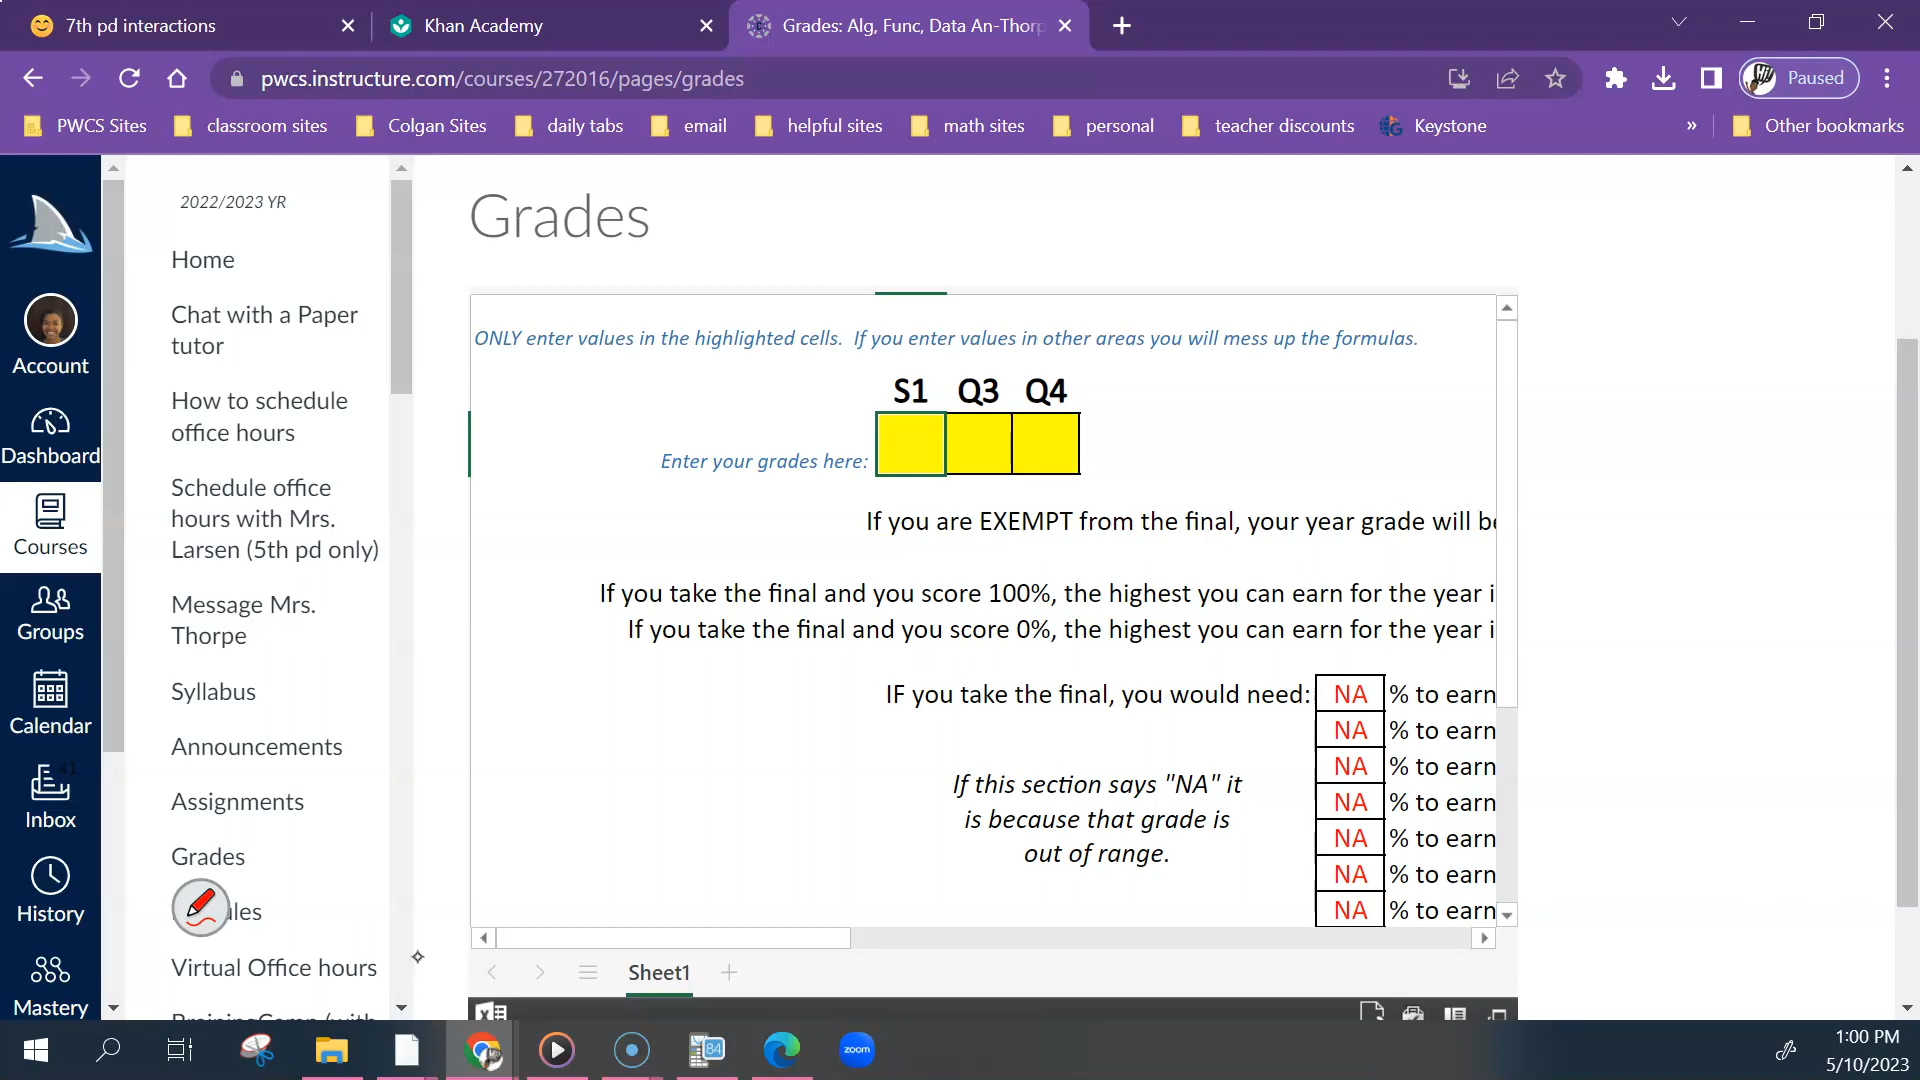 7th pd interactions
Khan Academy
Grades: Alg, Func, Data An-Thorp
pwcs.instructure.com/courses/272016/pages/grades
Paused
PWCS Sites
classroom sites
Colgan Sites
daily tabs
email
helpful sites
math sites
personal
teacher discounts
Keystone
»
Other bookmarks
Account
Dashboard
Courses
Groups
Calendar
41
Inbox
History
Mastery
2022/2023 YR
Home
Chat with a Paper
tutor
How to schedule
office hours
Schedule office
hours with Mrs.
Larsen (5th pd only)
Message Mrs.
Thorpe
Syllabus
Announcements
Assignments
Grades
ules
Virtual Office hours
Grades
ONLY enter values in the highlighted cells. If you enter values in other areas you will mess up the formulas.
S1 Q3 Q4
Enter your grades here:
If you are EXEMPT from the final, your year grade will be
If you take the final and you score 100%, the highest you can earn for the year i
If you take the final and you score 0%, the highest you can earn for the year i
IF you take the final, you would need: NA % to earn
NA % to earn
NA % to earn
NA % to earn
NA % to earn
NA % to earn
NA % to earn
If this section says "NA" it
is because that grade is
out of range.
Sheet1
84
zoom
1:00 PM
5/10/2023